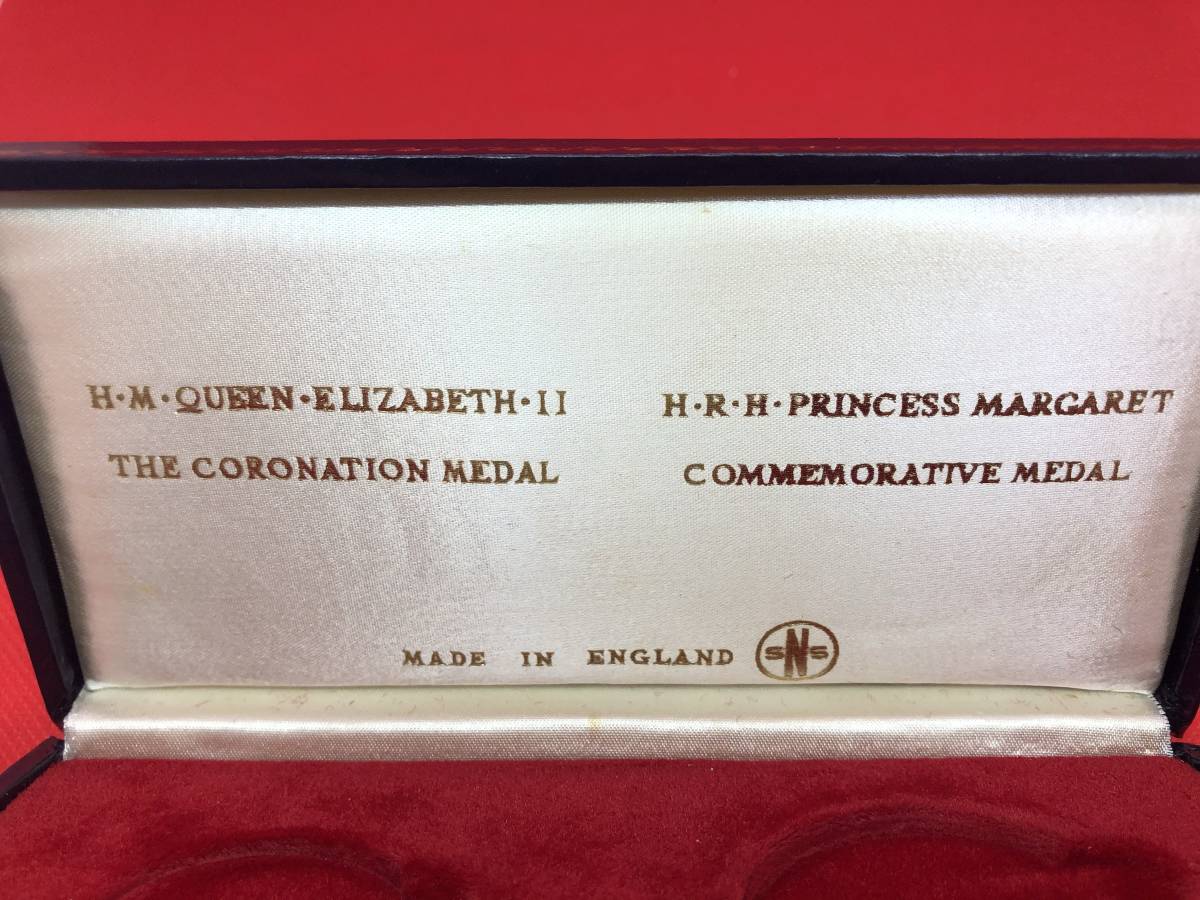 H·M·QUEEN·ELIZABETH·II
THE CORONATION MEDAL
H·R·H·PRINCESS MARGARET
COMMEMORATIVE MEDAL
MADE IN ENGLAND
SNS